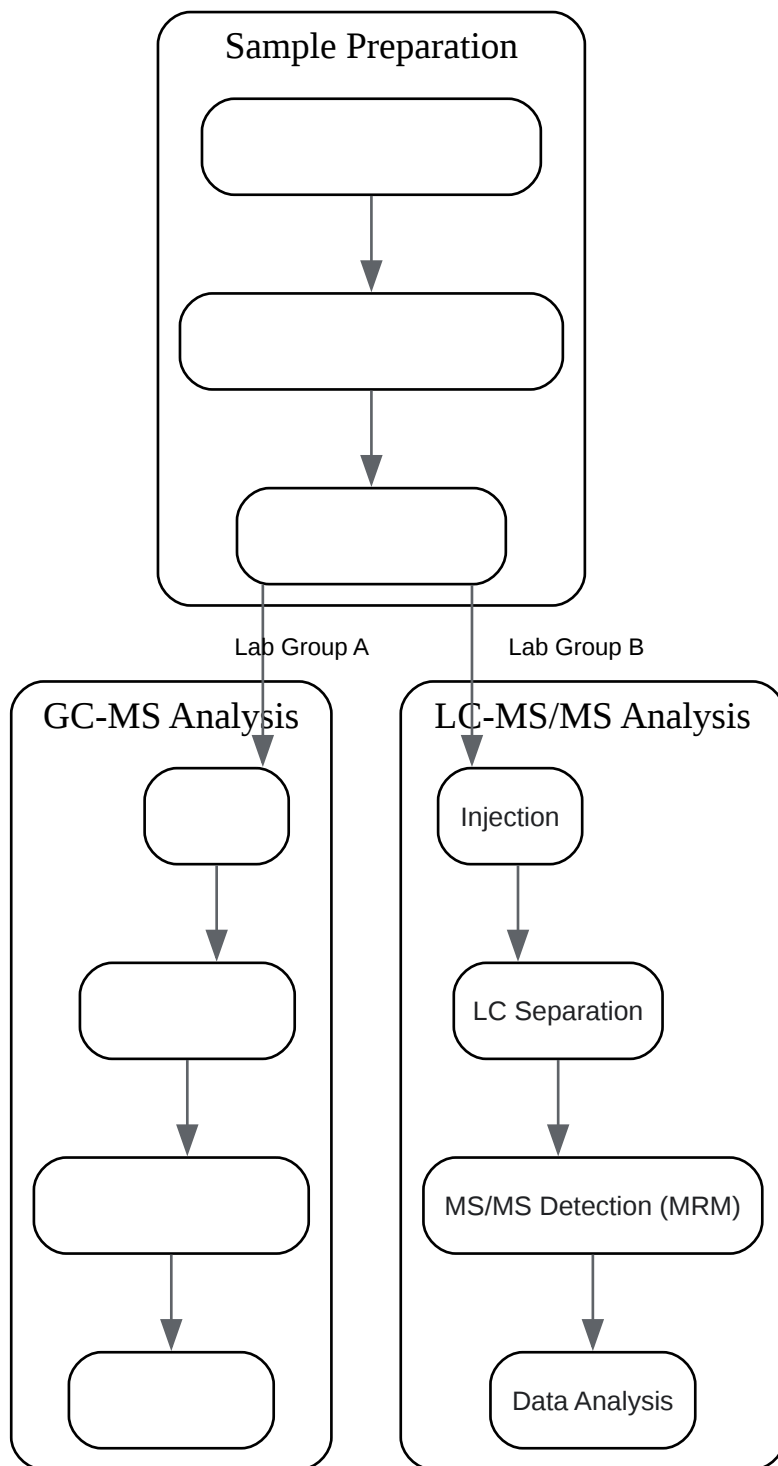 Sample Preparation
Lab Group A
Lab Group B
GC-MS Analysis
LC-MS/MS Analysis
Injection
LC Separation
MS/MS Detection (MRM)
Data Analysis